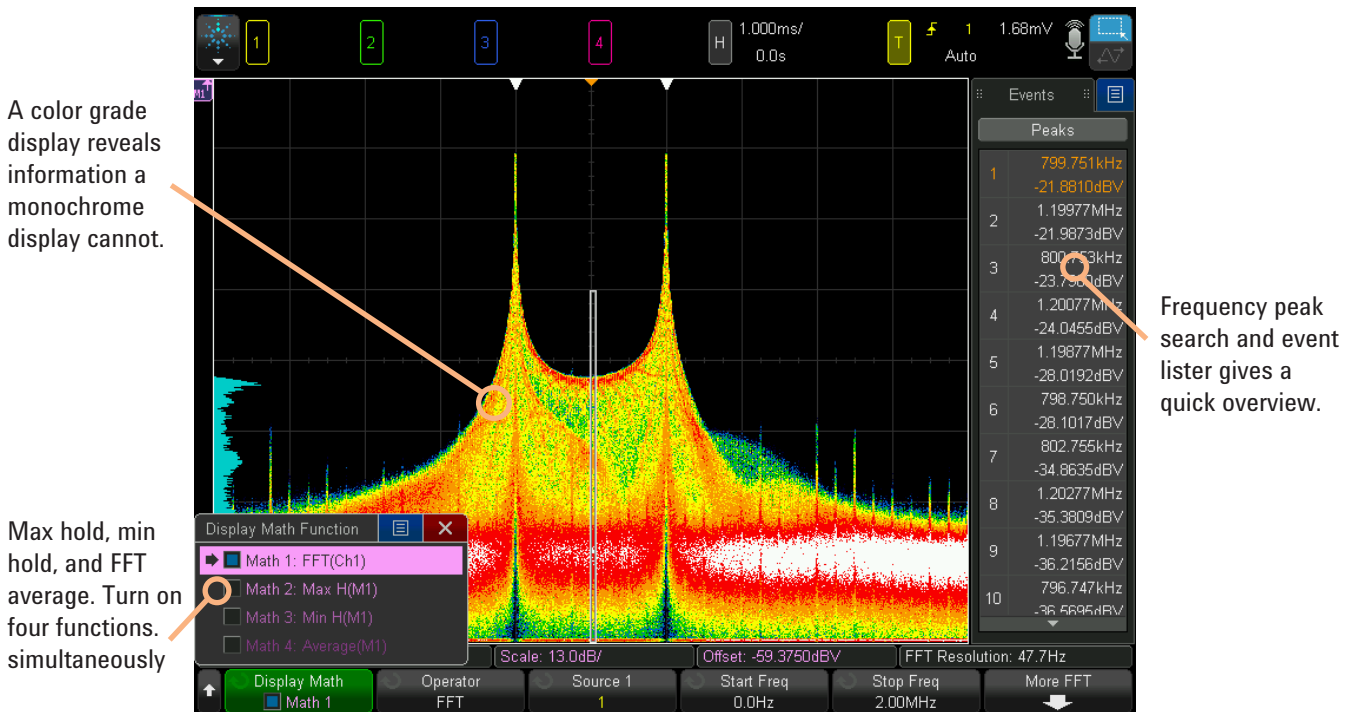 1
2
3
4
H
1.000ms/
0.0s
T
1
1.68mV
Auto
A color grade
display reveals
information a
monochrome
display cannot.
Max hold, min
hold, and FFT
average. Turn on
four functions.
simultaneously
M1
Events
Peaks
1 799.751kHz
-21.8810dBV
2 1.19977MHz
-21.9873dBV
3 800.753kHz
4 1.20077MHz
-24.0455dBV
5 1.19877MHz
-28.0192dBV
6 798.750kHz
-28.1017dBV
7 802.755kHz
-34.8635dBV
8 1.20277MHz
-35.3809dBV
9 1.19677MHz
-36.2156dBV
10 796.747kHz
-36.5695dBV
Frequency peak
search and event
lister gives a
quick overview.
Display Math Function
Math 1: FFT(Ch1)
Math 2: Max H(M1)
Math 3: Min H(M1)
Math 4: Average(M1)
Scale: 13.0dB/
Offset: -59.3750dBV
FFT Resolution: 47.7Hz
Display Math
Math 1
Operator
FFT
Source 1
1
Start Freq
0.0Hz
Stop Freq
2.00MHz
More FFT